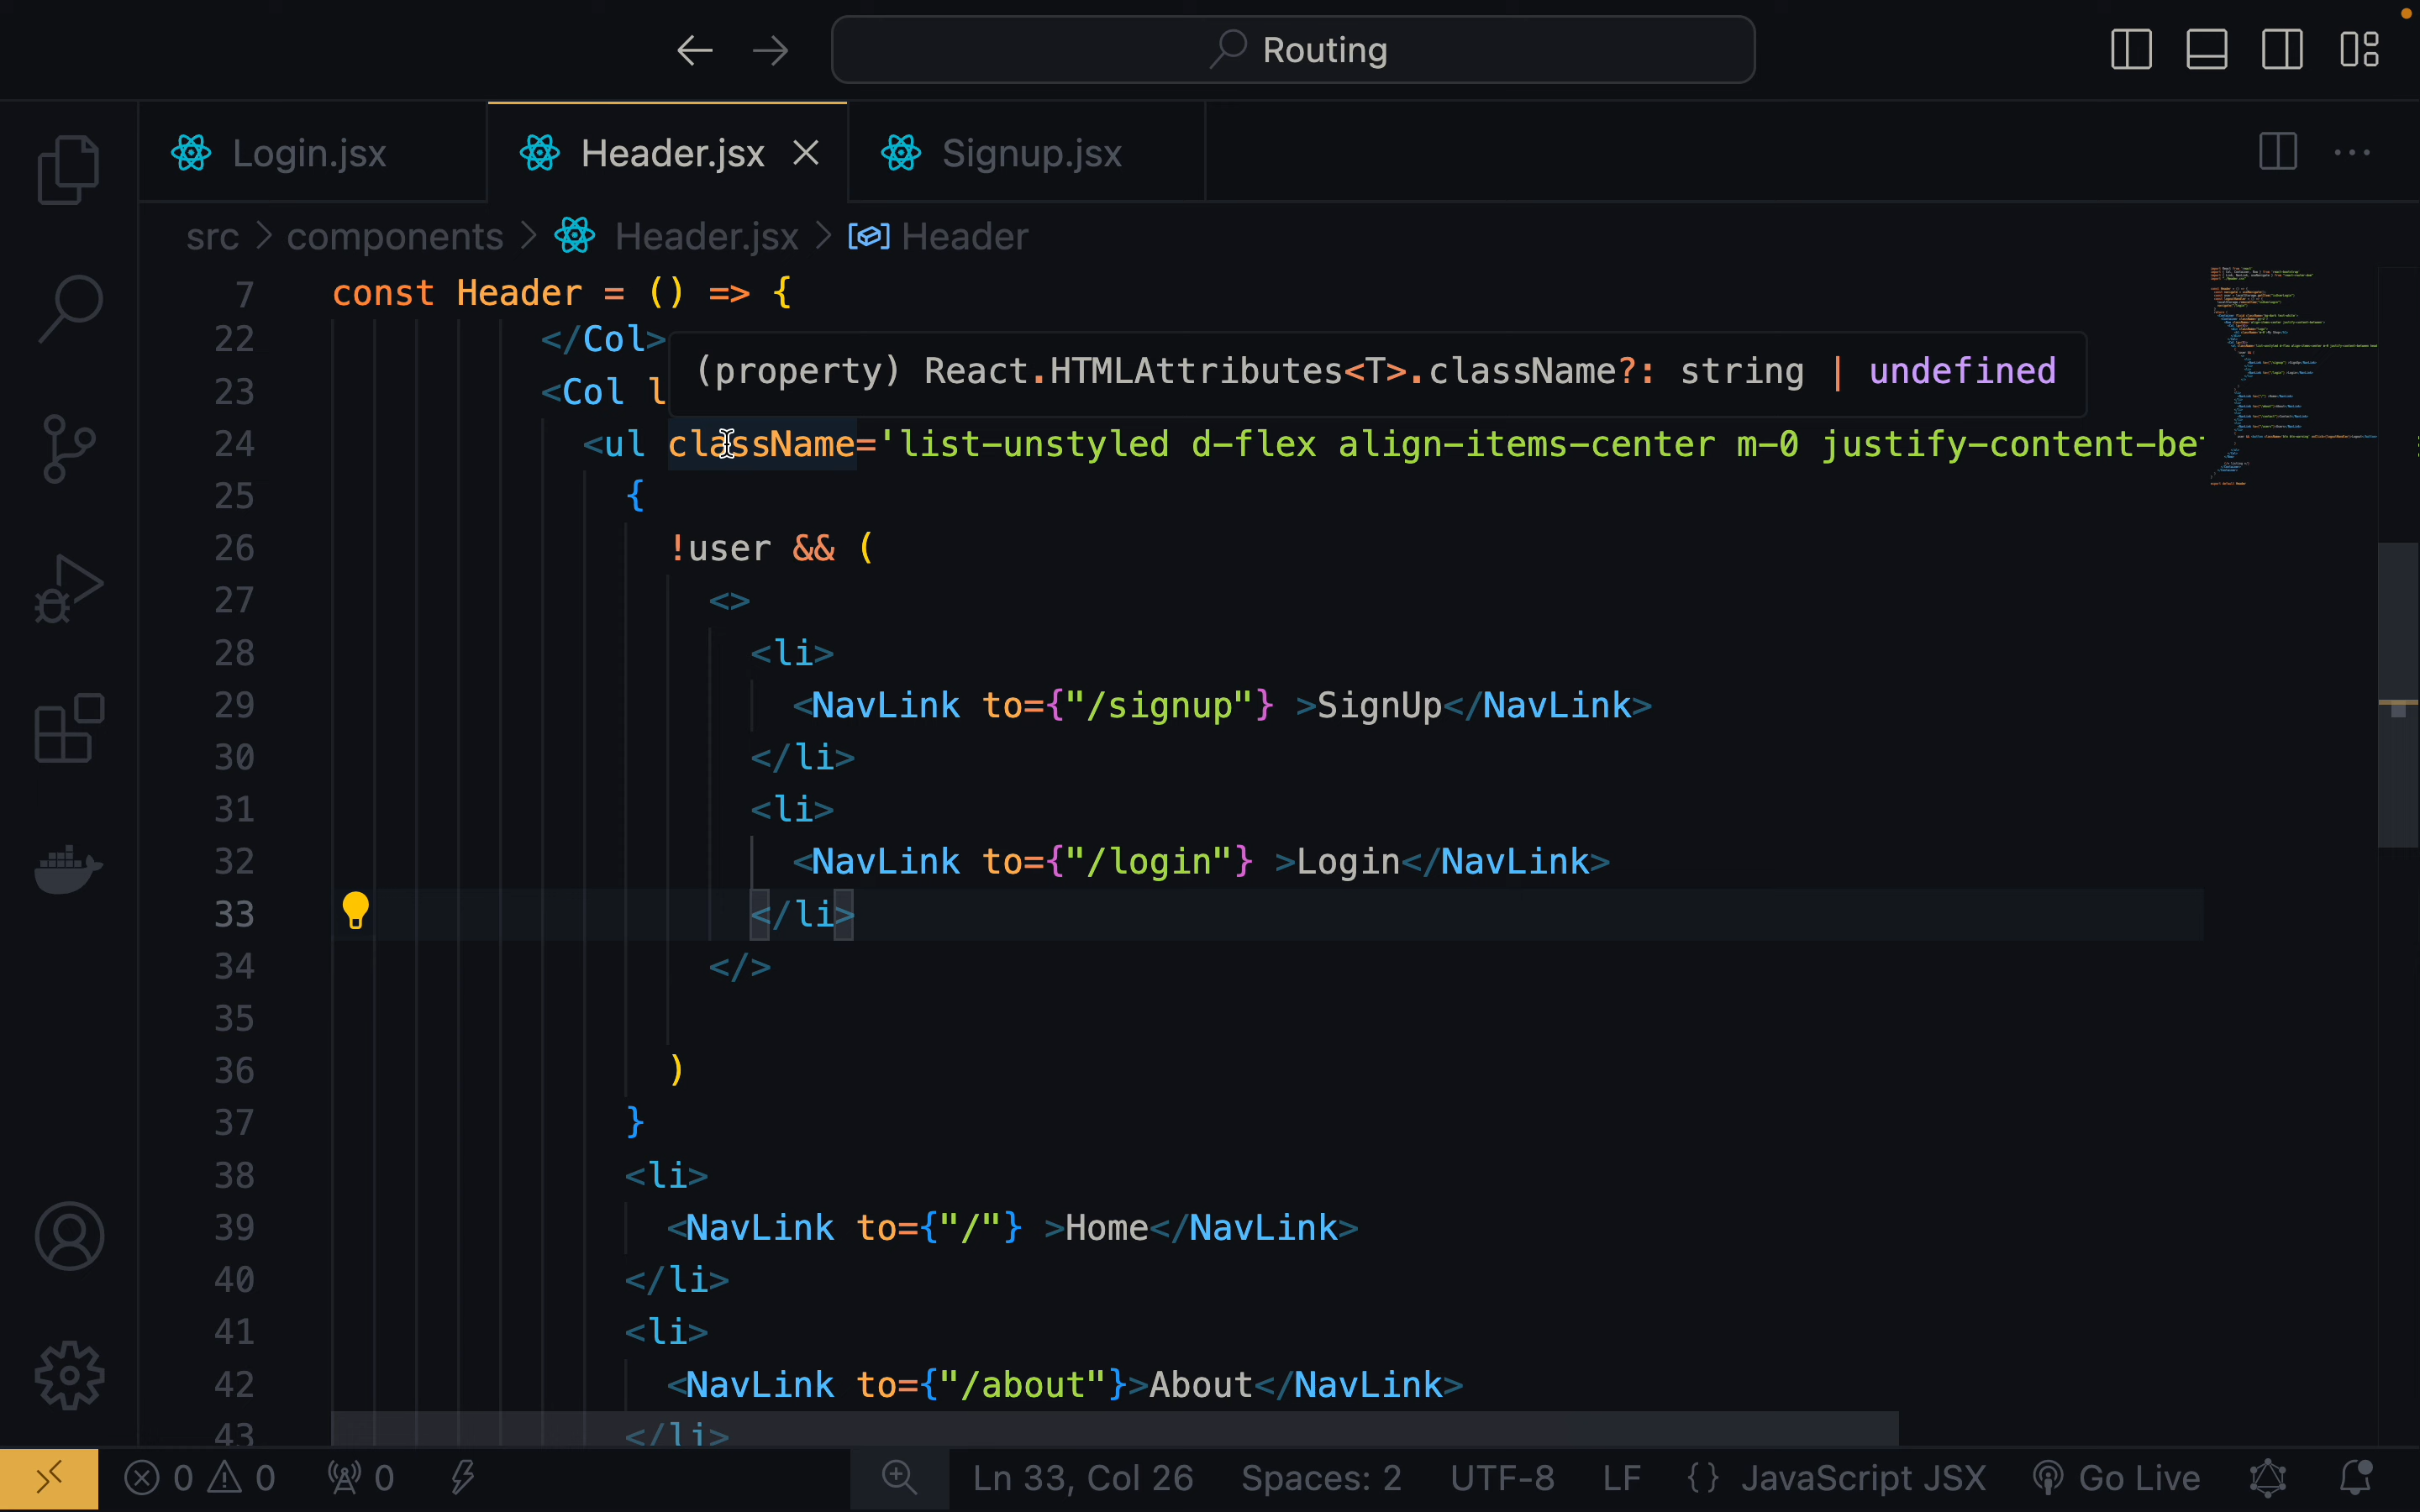 Routing
Login.jsx
Header.jsx
Signup.jsx
src > components > Header.jsx > Header
7 const Header = () => {
22 </Col>
(property) React.HTMLAttributes<T>.className?: string | undefined
23 <Col l
24 <ul className='list-unstyled d-flex align-items-center m-0 justify-content-be
25 {
26 !user && (
27 <>
28 <li>
29 <NavLink to={"/signup"} >SignUp</NavLink>
30 </li>
31 <li>
32 <NavLink to={"/login"} >Login</NavLink>
33 </li>
34 </>
35
36 )
37 }
38 <li>
39 <NavLink to={"/"} >Home</NavLink>
40 </li>
41 <li>
42 <NavLink to={"/about"}>About</NavLink>
43 </li>
0 0 0 Ln 33, Col 26 Spaces: 2 UTF-8 LF {} JavaScript JSX Go Live